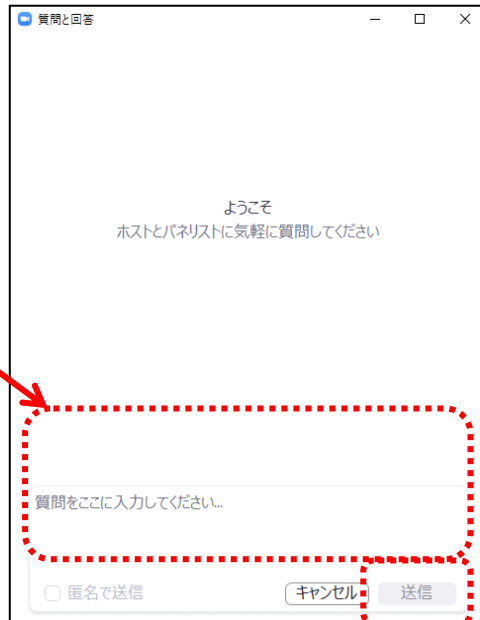 質問と回答
ようこそ
ホストとパネリストに気軽に質問してください
質問をここに入力してください...
匿名で送信
キャンセル
送信